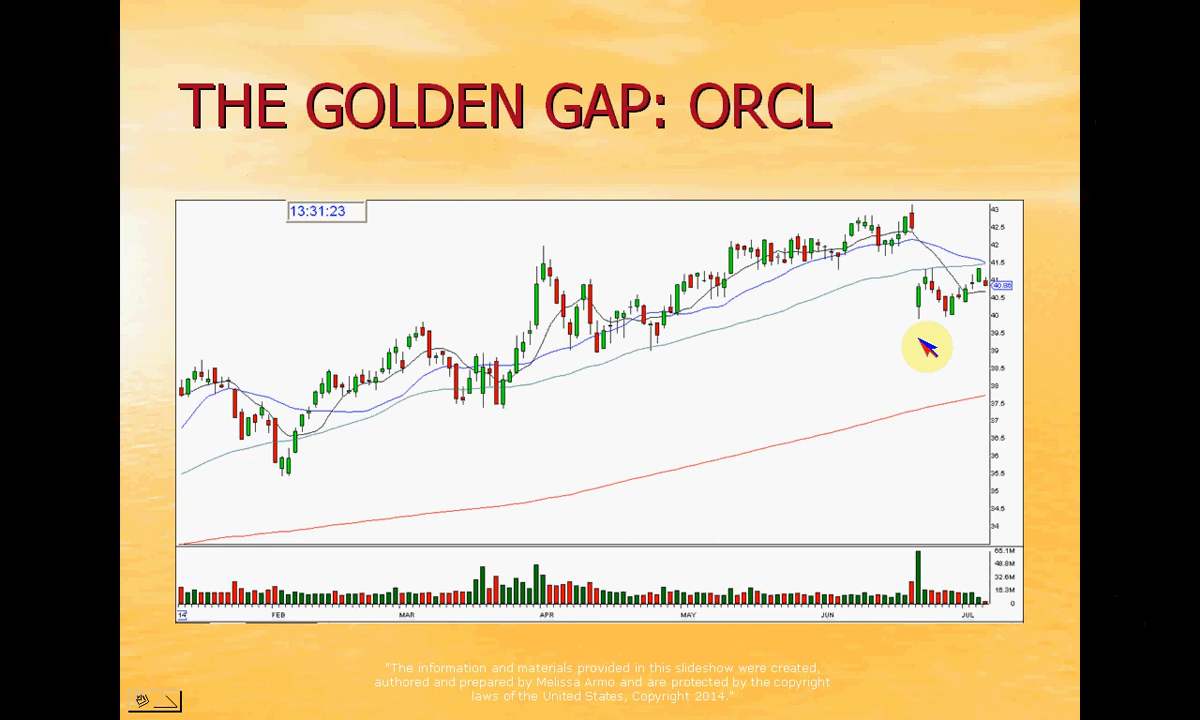 THE GOLDEN GAP: ORCL
13:31:23
43
42.5
42
41.5
41
40.86
40.5
40
39.5
39
38.5
38
37.5
37
36.5
36
35.5
35
34.5
34
65.1M
48.8M
32.6M
16.3M
0
14 FEB MAR APR MAY JUN JUL
"The information and materials provided in this slideshow were created,
authored and prepared by Melissa Armo and are protected by the copyright
laws of the United States, Copyright 2014."